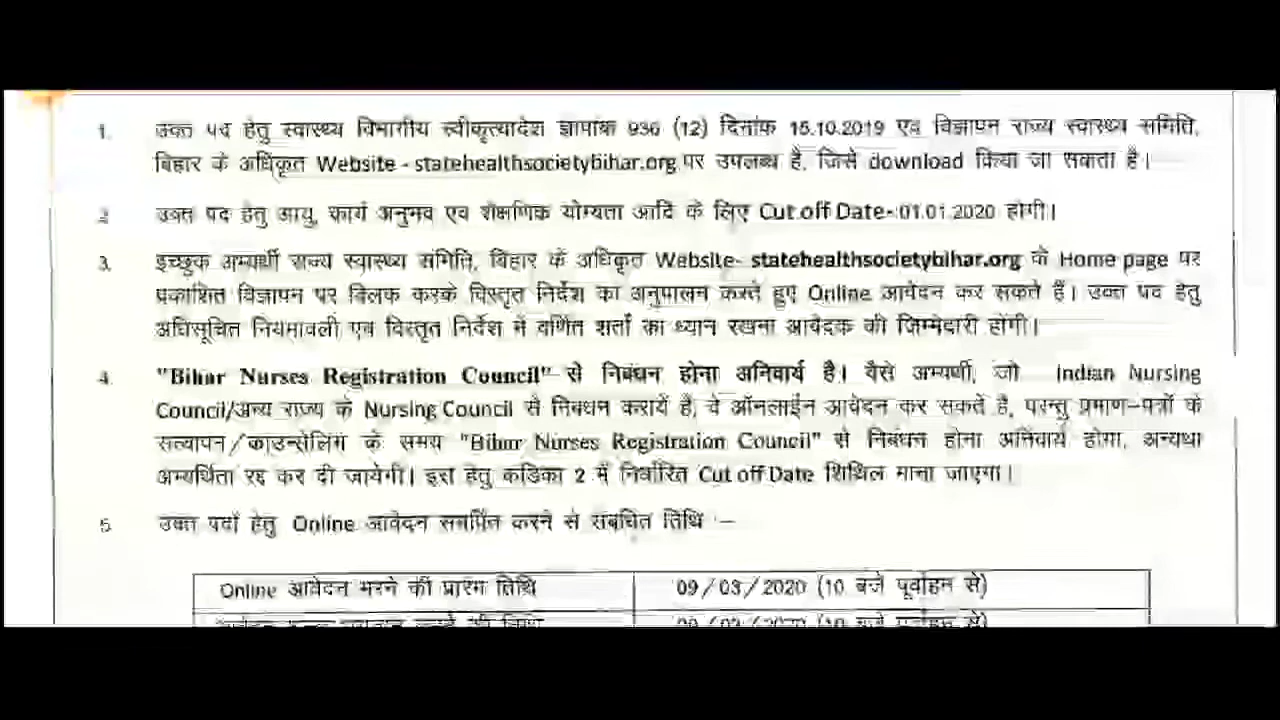 1. उक्त पद हेतु स्वास्थ्य विभागीय स्वीकृत्यादेश ज्ञापांक 936 (12) दिनांक 15.10.2019 एवं विज्ञापन राज्य स्वास्थ्य समिति,
बिहार के अधिकृत Website - statehealthsocietybihar.org पर उपलब्ध है, जिसे download किया जा सकता है।
2. उक्त पद हेतु आयु, कार्य अनुभव एवं शैक्षणिक योग्यता आदि के लिए Cut off Date-01.01.2020 होगी।
3. इच्छुक अभ्यर्थी राज्य स्वास्थ्य समिति, बिहार के अधिकृत Website- statehealthsocietybihar.org के Home page पर
प्रकाशित विज्ञापन पर क्लिक करके विस्तृत निर्देश का अनुपालन करते हुए Online आवेदन कर सकते हैं। उक्त पद हेतु
अधिसूचित नियमावली एवं विस्तृत निर्देश में वर्णित शर्तों का ध्यान रखना आवेदक की जिम्मेदारी होगी।
4. "Bihar Nurses Registration Council" से निबंधन होना अनिवार्य है। वैसे अभ्यर्थी, जो Indian Nursing
Council/अन्य राज्य के Nursing Council से निबंधन करायें है, वे ऑनलाईन आवेदन कर सकते है, परन्तु प्रमाण-पत्रों के
सत्यापन/काउन्सेलिंग के समय "Bihar Nurses Registration Council" से निबंधन होना अनिवार्य होगा, अन्यथा
अभ्यर्थिता रद्द कर दी जायेगी। इस हेतु कंडिका 2 में निर्धारित Cut off Date शिथिल माना जाएगा।
5. उक्त पदों हेतु Online आवेदन समर्पित करने से संबंधित तिथि :-
Online आवेदन भरने की प्रारंभ तिथि 09/03/2020 (10 बजे पूर्वाहन से)